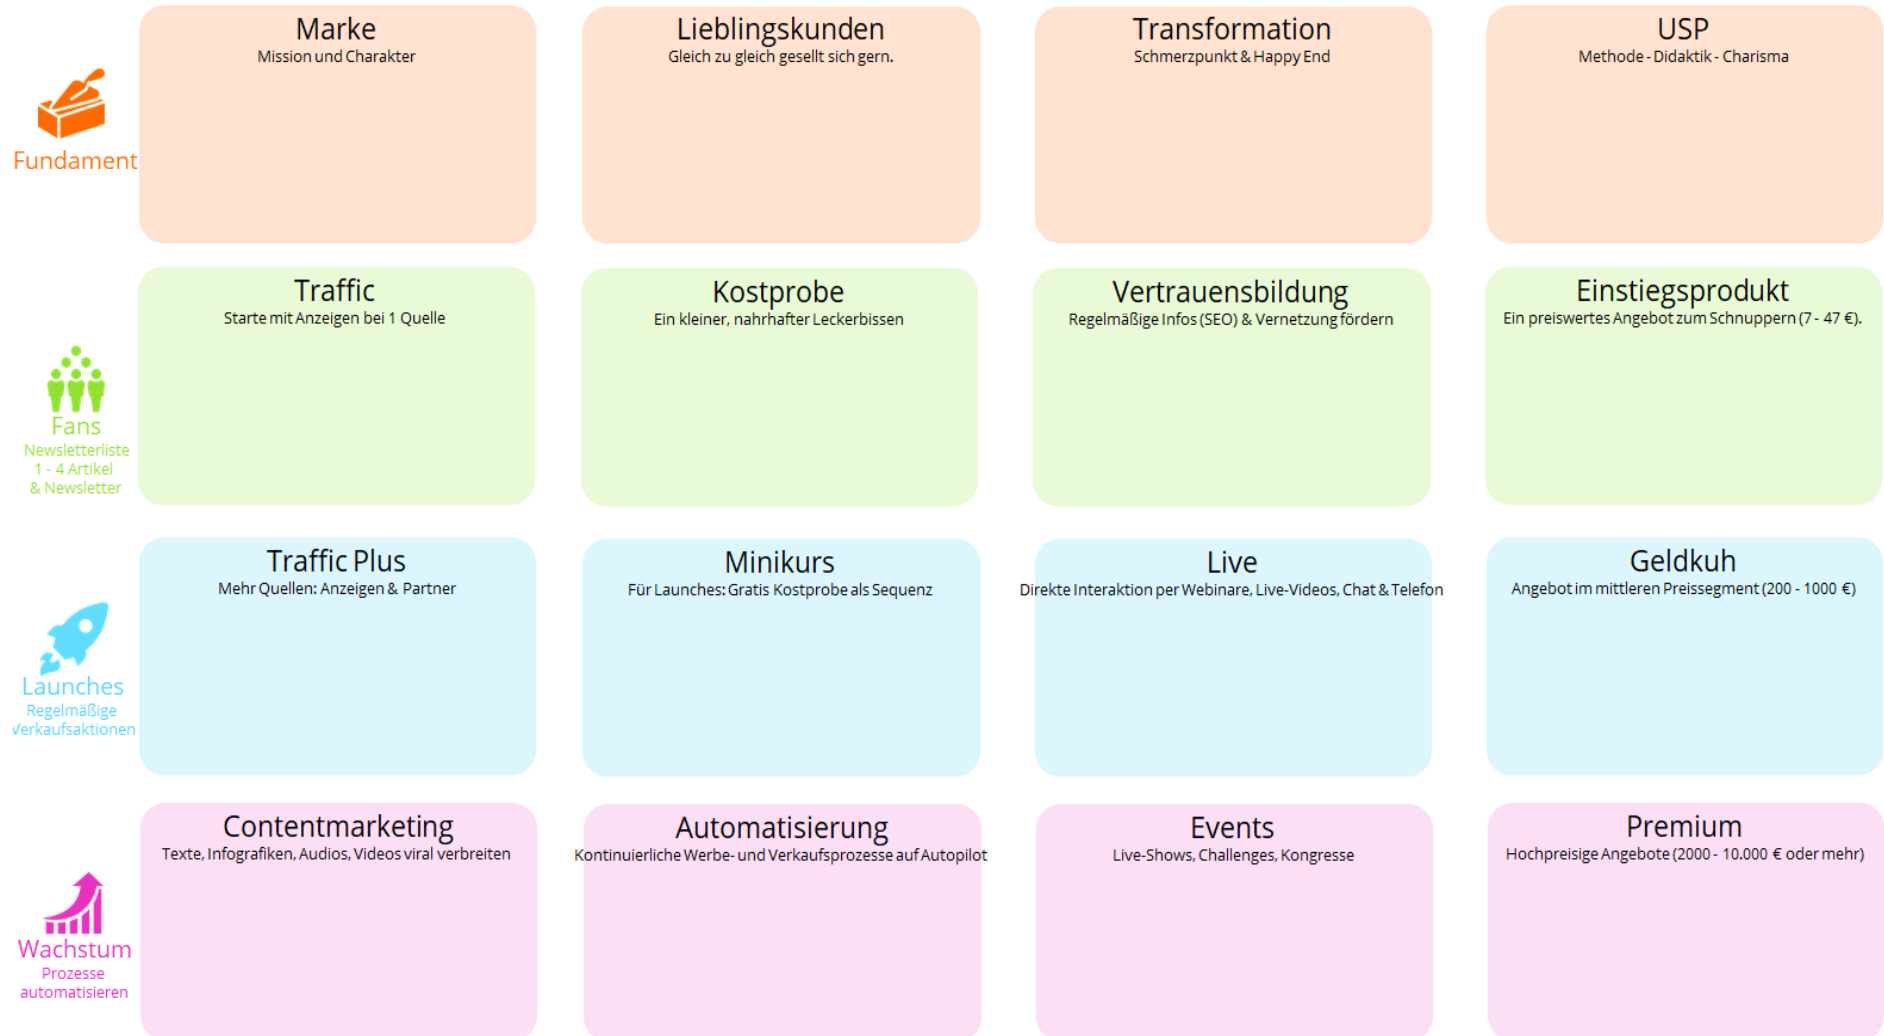 Marke
Mission und Charakter
Lieblingskunden
Gleich zu gleich gesellt sich gern.
Transformation
Schmerzpunkt & Happy End
USP
Methode - Didaktik - Charisma
Fundament
Traffic
Starte mit Anzeigen bei 1 Quelle
Kostprobe
Ein kleiner, nahrhafter Leckerbissen
Vertrauensbildung
Regelmäßige Infos (SEO) & Vernetzung fördern
Einstiegsprodukt
Ein preiswertes Angebot zum Schnuppern (7 - 47 €).
Fans
Newsletterliste
1 - 4 Artikel
& Newsletter
Traffic Plus
Mehr Quellen: Anzeigen & Partner
Minikurs
Für Launches: Gratis Kostprobe als Sequenz
Live
Direkte Interaktion per Webinare, Live-Videos, Chat & Telefon
Geldkuh
Angebot im mittleren Preissegment (200 - 1000 €)
Launches
Regelmäßige
Verkaufsaktionen
Contentmarketing
Texte, Infografiken, Audios, Videos viral verbreiten
Automatisierung
Kontinuierliche Werbe- und Verkaufsprozesse auf Autopilot
Events
Live-Shows, Challenges, Kongresse
Premium
Hochpreisige Angebote (2000 - 10.000 € oder mehr)
Wachstum
Prozesse
automatisieren